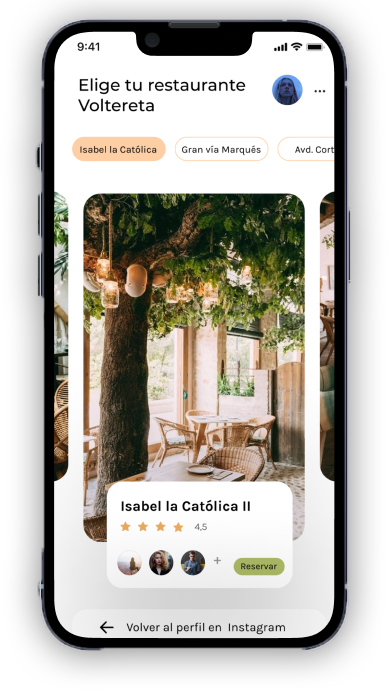 9:41
Elige tu restaurante
Voltereta
Isabel la Católica
Gran vía Marqués
Avd. Cort
Isabel la Católica II
4,5
+
Reservar
Volver al perfil en Instagram